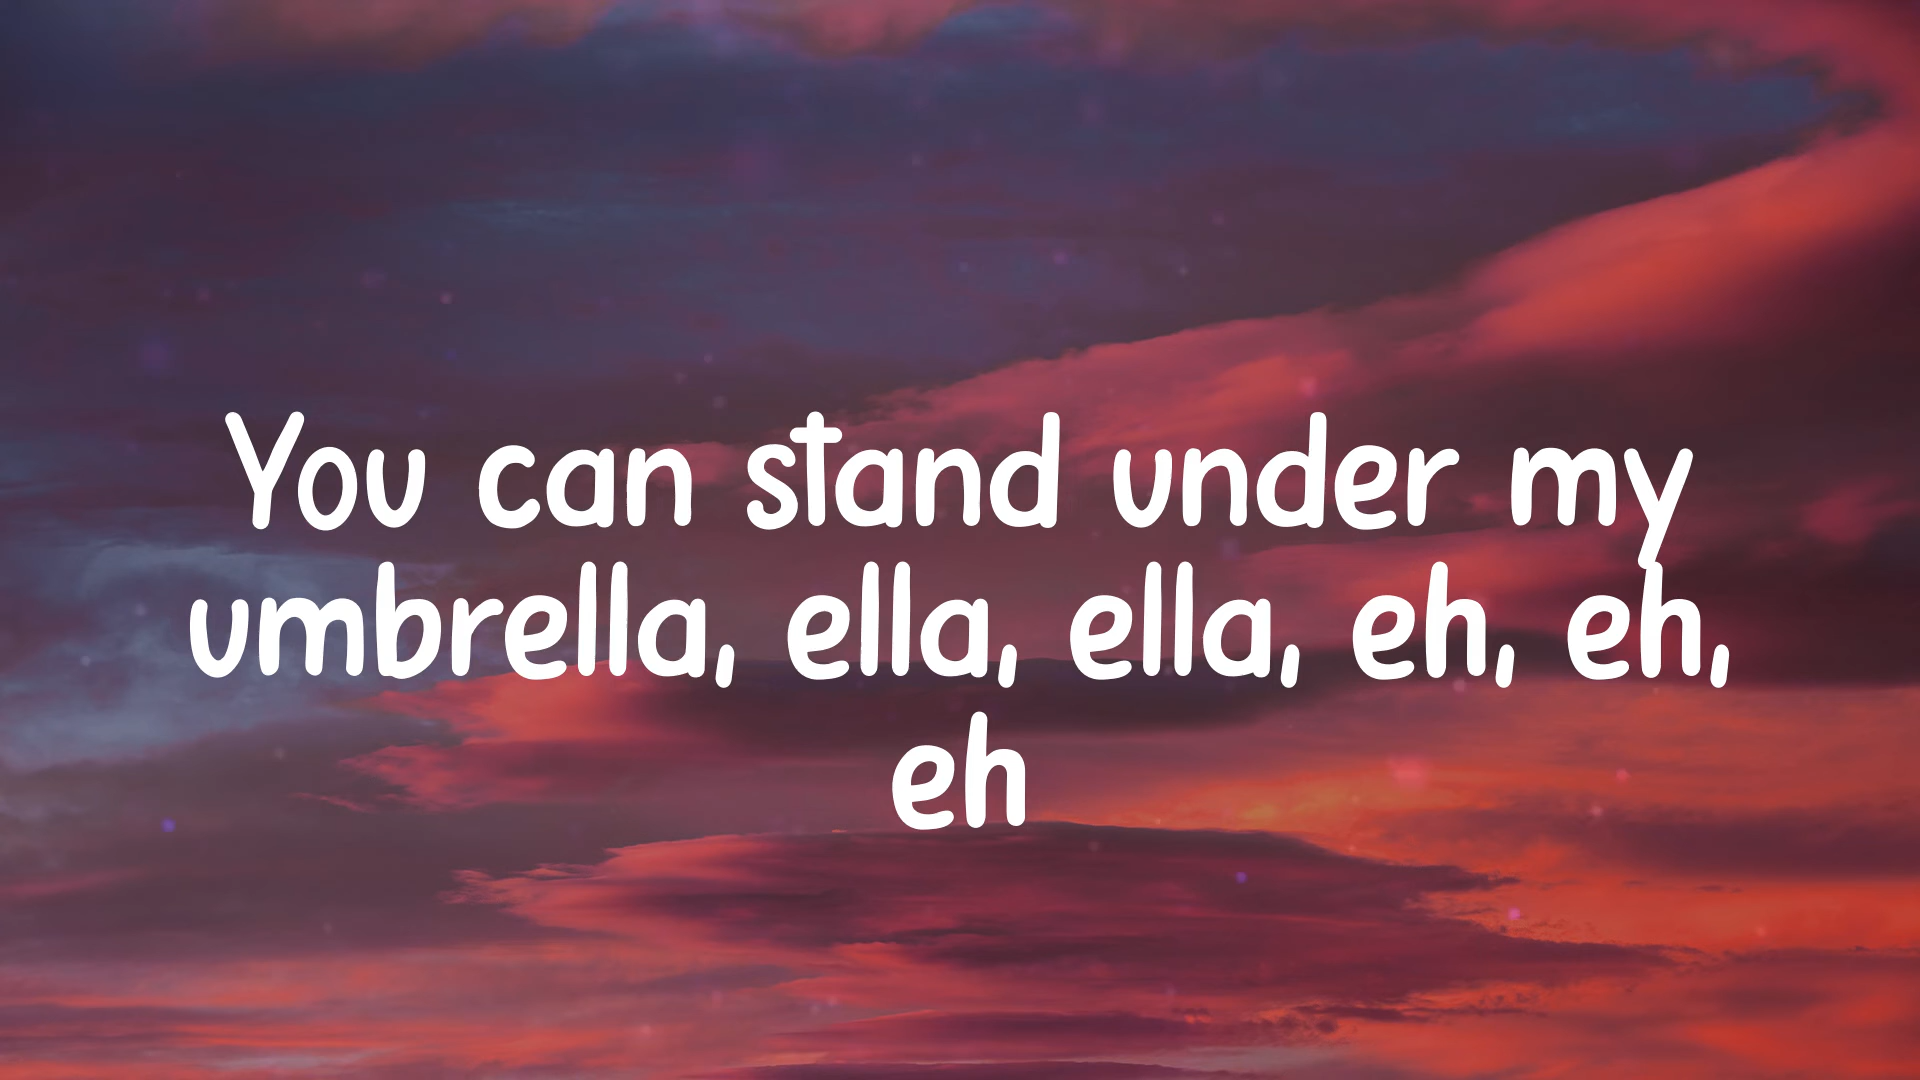 You can stand under my
umbrella, ella, ella, eh, eh,
eh